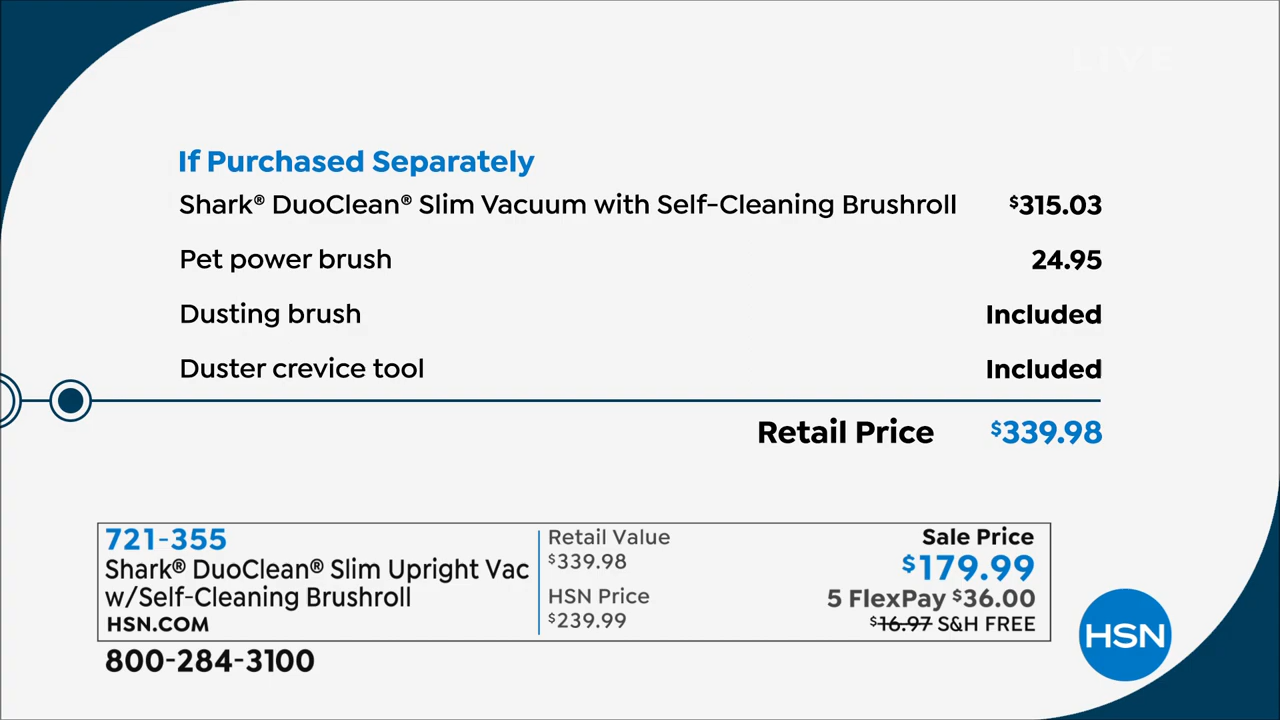 LIVE
If Purchased Separately
Shark® DuoClean® Slim Vacuum with Self-Cleaning Brushroll $315.03
Pet power brush 24.95
Dusting brush Included
Duster crevice tool Included
Retail Price $339.98
721-355
Shark® DuoClean® Slim Upright Vac
w/Self-Cleaning Brushroll
HSN.COM
Retail Value
$339.98
HSN Price
$239.99
Sale Price
$179.99
5 FlexPay $36.00
$16.97 S&H FREE
800-284-3100
HSN